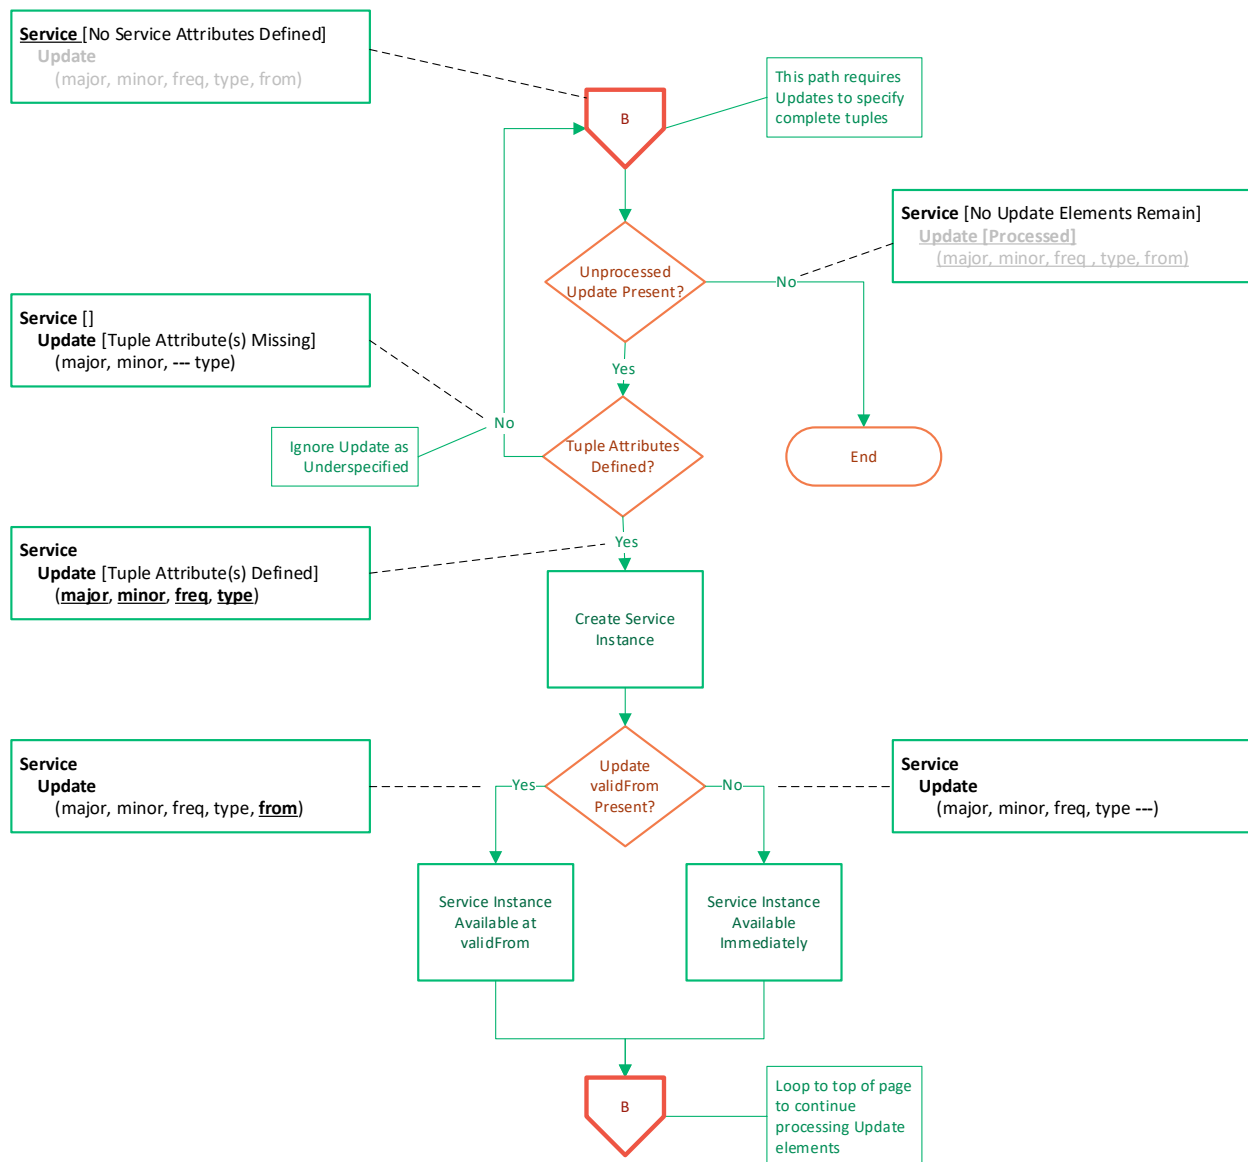 Service [No Service Attributes Defined]
Update
(major, minor, freq, type, from)
B
This path requires
Updates to specify
complete tuples
Service [No Update Elements Remain]
Update [Processed]
(major, minor, freq , type, from)
Unprocessed
Update Present?
No
Service []
Update [Tuple Attribute(s) Missing]
(major, minor, --- type)
Yes
No
Ignore Update as
Underspecified
Tuple Attributes
Defined?
End
Service
Update [Tuple Attribute(s) Defined]
(major, minor, freq, type)
Yes
Create Service
Instance
Service
Update
(major, minor, freq, type, from)
Yes
Update
validFrom
Present?
No
Service
Update
(major, minor, freq, type ---)
Service Instance
Available at
validFrom
Service Instance
Available
Immediately
B
Loop to top of page
to continue
processing Update
elements